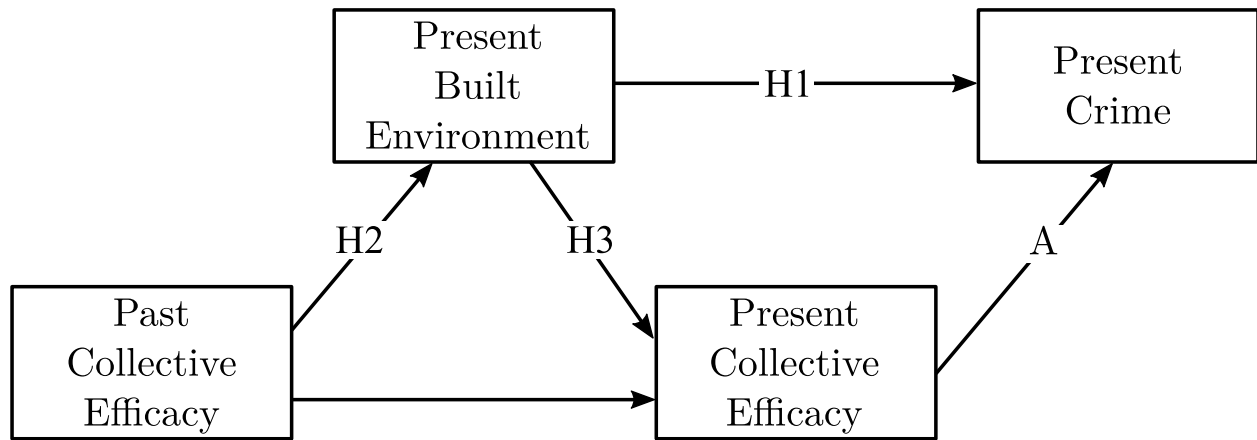 Present
Built
Environment
H1
Present
Crime
H2
H3
A
Past
Collective
Efficacy
Present
Collective
Efficacy